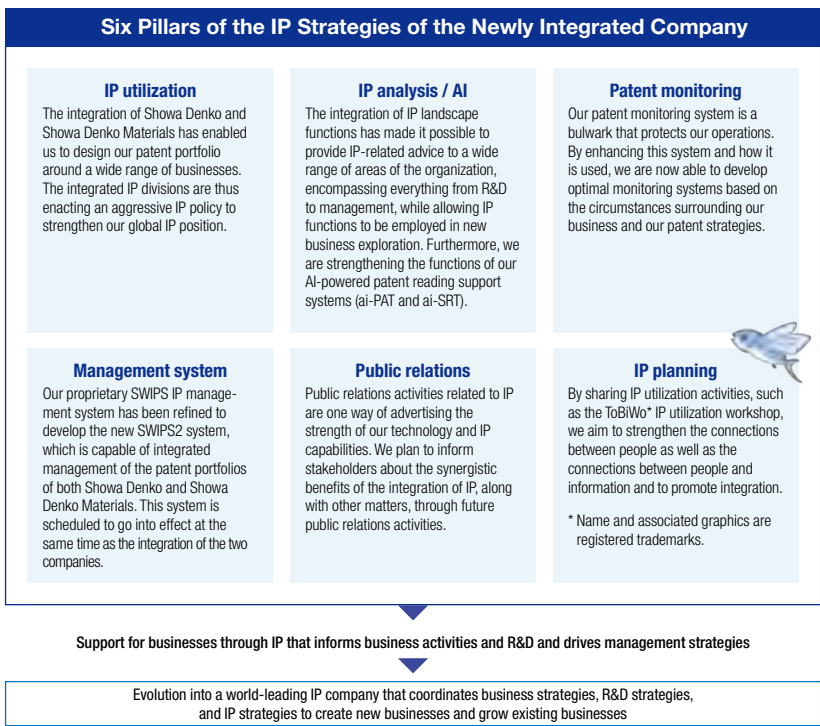 Six Pillars of the IP Strategies of the Newly Integrated Company
IP utilization
The integration of Showa Denko and
Showa Denko Materials has enabled
us to design our patent portfolio
around a wide range of businesses.
The integrated IP divisions are thus
enacting an aggressive IP policy to
strengthen our global IP position.
IP analysis / AI
The integration of IP landscape
functions has made it possible to
provide IP-related advice to a wide
range of areas of the organization,
encompassing everything from R&D
to management, while allowing IP
functions to be employed in new
business exploration. Furthermore, we
are strengthening the functions of our
AI-powered patent reading support
systems (ai-PAT and ai-SRT).
Patent monitoring
Our patent monitoring system is a
bulwark that protects our operations.
By enhancing this system and how it
is used, we are now able to develop
optimal monitoring systems based on
the circumstances surrounding our
business and our patent strategies.
Management system
Our proprietary SWIPS IP manage-
ment system has been refined to
develop the new SWIPS2 system,
which is capable of integrated
management of the patent portfolios
of both Showa Denko and Showa
Denko Materials. This system is
scheduled to go into effect at the
same time as the integration of the two
companies.
Public relations
Public relations activities related to IP
are one way of advertising the
strength of our technology and IP
capabilities. We plan to inform
stakeholders about the synergistic
benefits of the integration of IP, along
with other matters, through future
public relations activities.
IP planning
By sharing IP utilization activities, such
as the ToBiWo* IP utilization workshop,
we aim to strengthen the connections
between people as well as the
connections between people and
information and to promote integration.
* Name and associated graphics are
registered trademarks.
Support for businesses through IP that informs business activities and R&D and drives management strategies
Evolution into a world-leading IP company that coordinates business strategies, R&D strategies,
and IP strategies to create new businesses and grow existing businesses